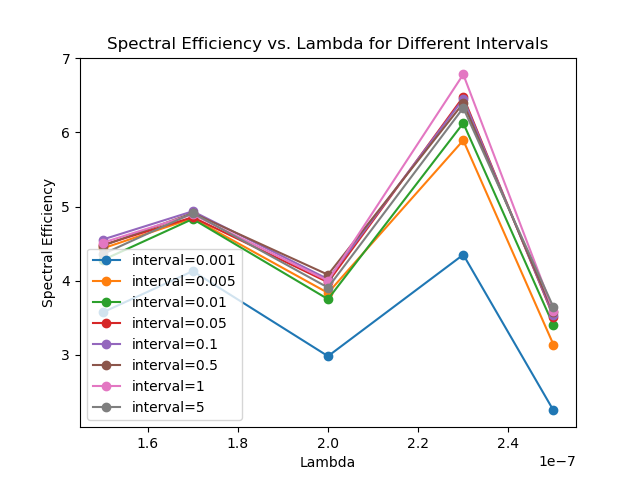 Spectral Efficiency vs. Lambda for Different Intervals
7
6
5
4
3
Spectral Efficiency
interval=0.001
interval=0.005
interval=0.01
interval=0.05
interval=0.1
interval=0.5
interval=1
interval=5
1.6 1.8 2.0 2.2 2.4
1e−7
Lambda